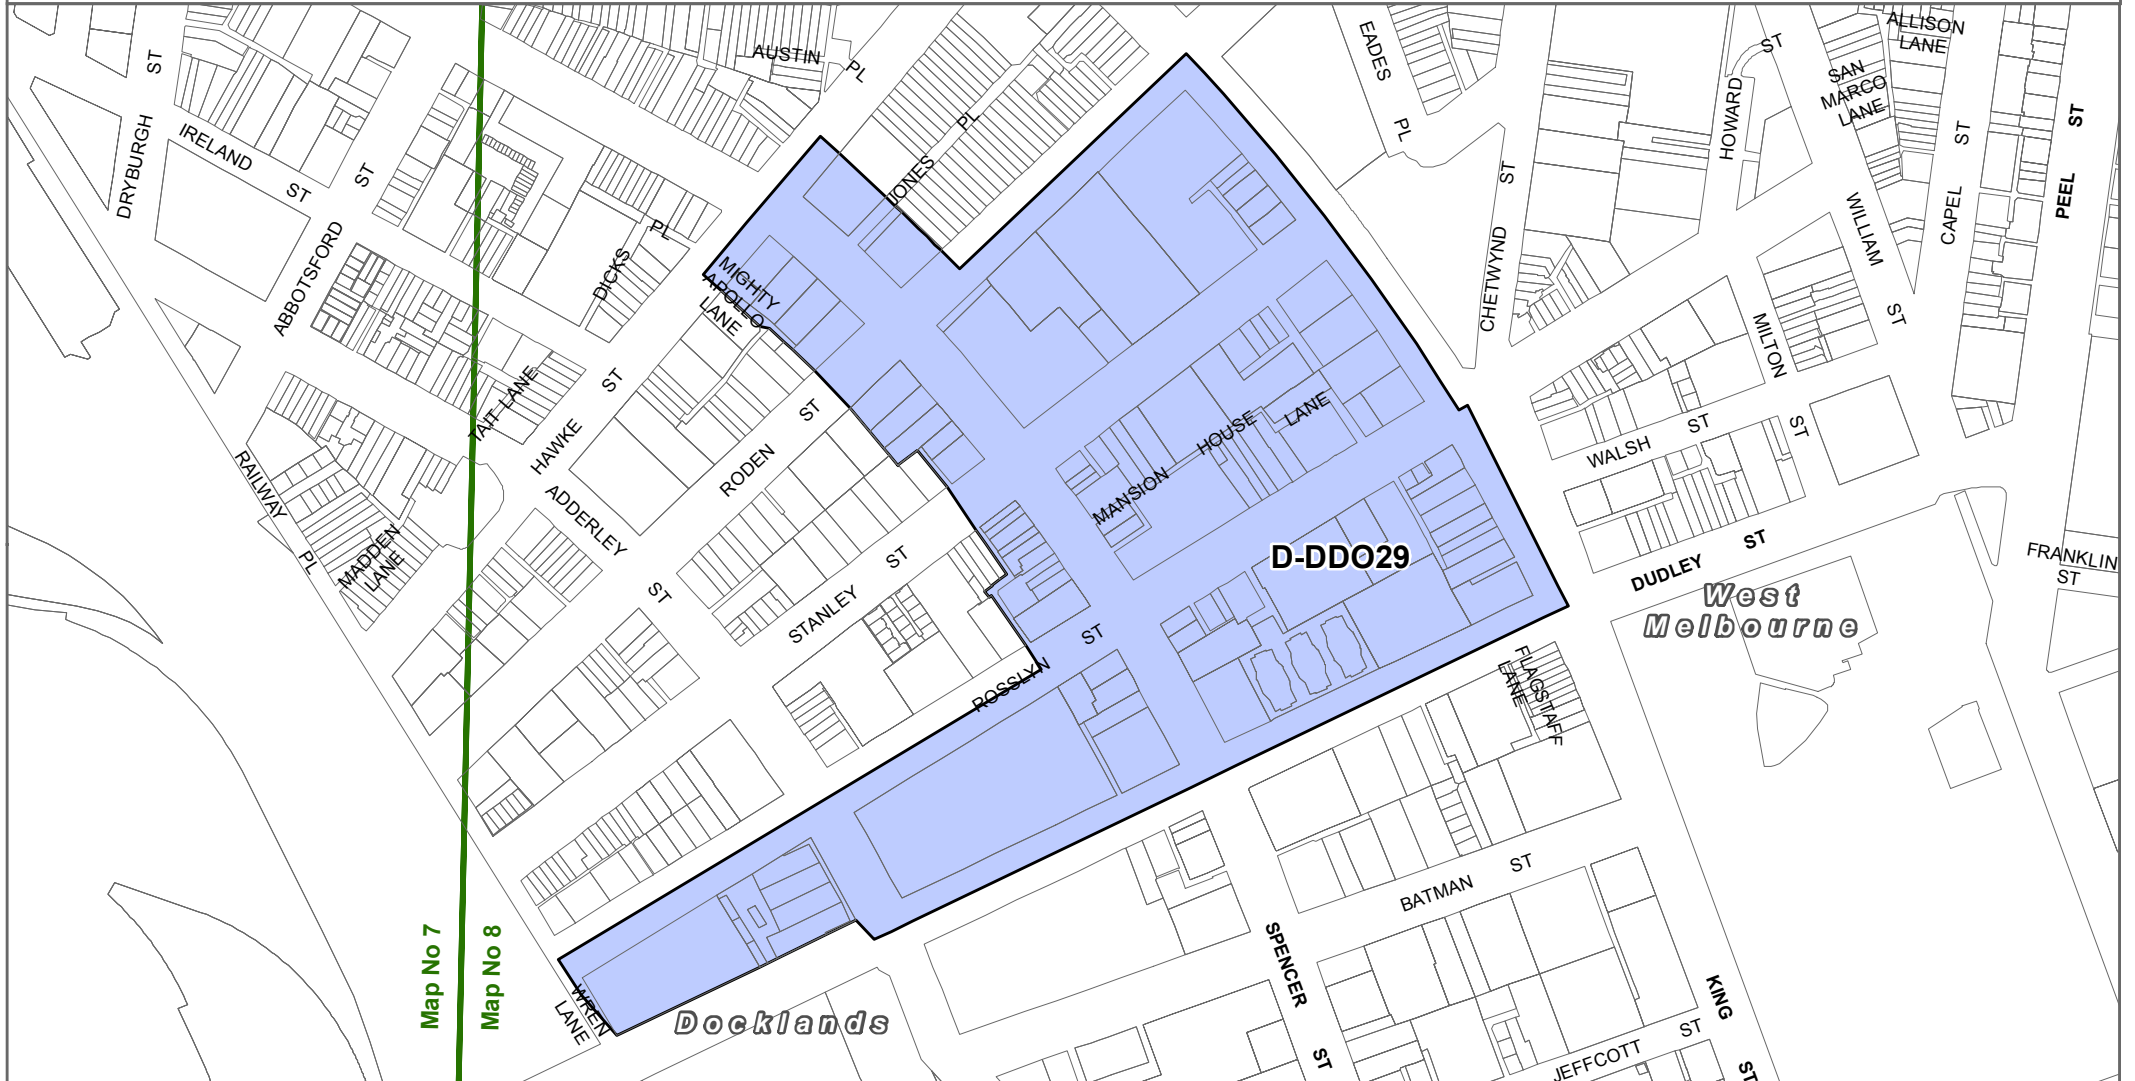 AUSTIN
PL
EADES
PL
ST
ALLISON
LANE
SAN
MARCO
LANE
HOWARD
ST
PEEL ST
CAPEL ST
DRYBURGH
ST
IRELAND
ST
ABBOTSFORD
ST
JONES
PL
DICKS
PL
CHETWYND
ST
WILLIAM
ST
MIGHTY
APOLLO
LANE
MILTON
ST
TAIT LANE
HAWKE
ST
RODEN
ST
MANSION HOUSE LANE
WALSH
ST
RAILWAY
PL
ADDERLEY
ST
MADDEN
LANE
STANLEY
ST
D-DDO29
DUDLEY
ST
FRANKLIN
ST
West
Melbourne
ROSSLYN
ST
FLAGSTAFF
LANE
BATMAN
ST
SPENCER
ST
KING
ST
Map No 7
Map No 8
WREN
LANE
Docklands
JEFFCOTT
ST